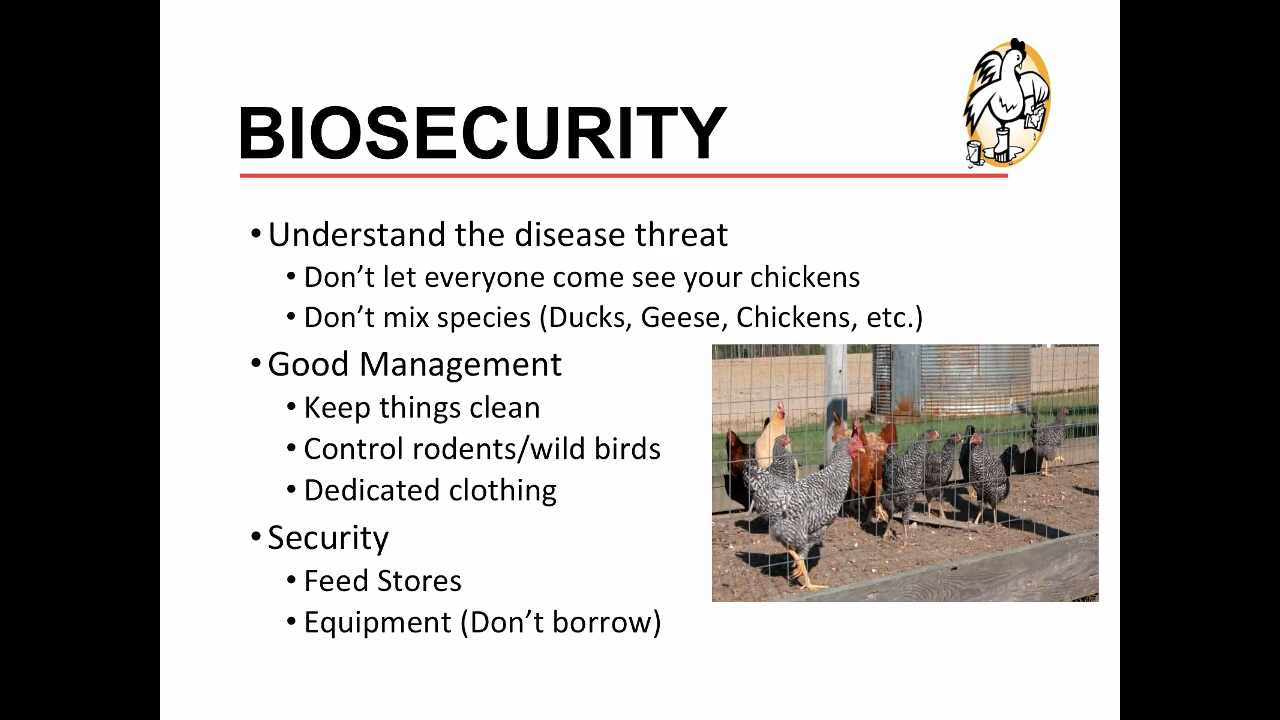 BIOSECURITY
• Understand the disease threat
• Don’t let everyone come see your chickens
• Don’t mix species (Ducks, Geese, Chickens, etc.)
• Good Management
• Keep things clean
• Control rodents/wild birds
• Dedicated clothing
• Security
• Feed Stores
• Equipment (Don’t borrow)